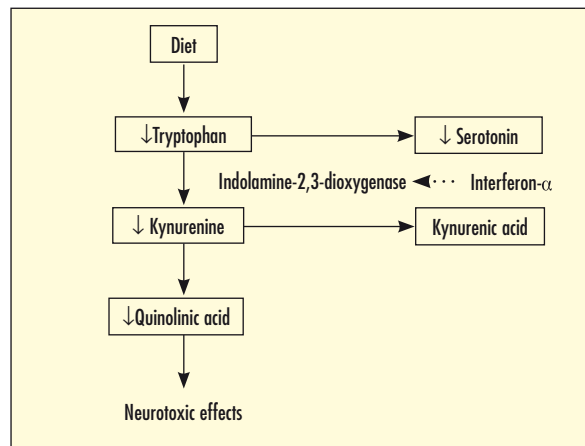 Diet
↓Tryptophan
↓ Serotonin
Indolamine-2,3-dioxygenase
Interferon-α
↓ Kynurenine
Kynurenic acid
↓Quinolinic acid
Neurotoxic effects